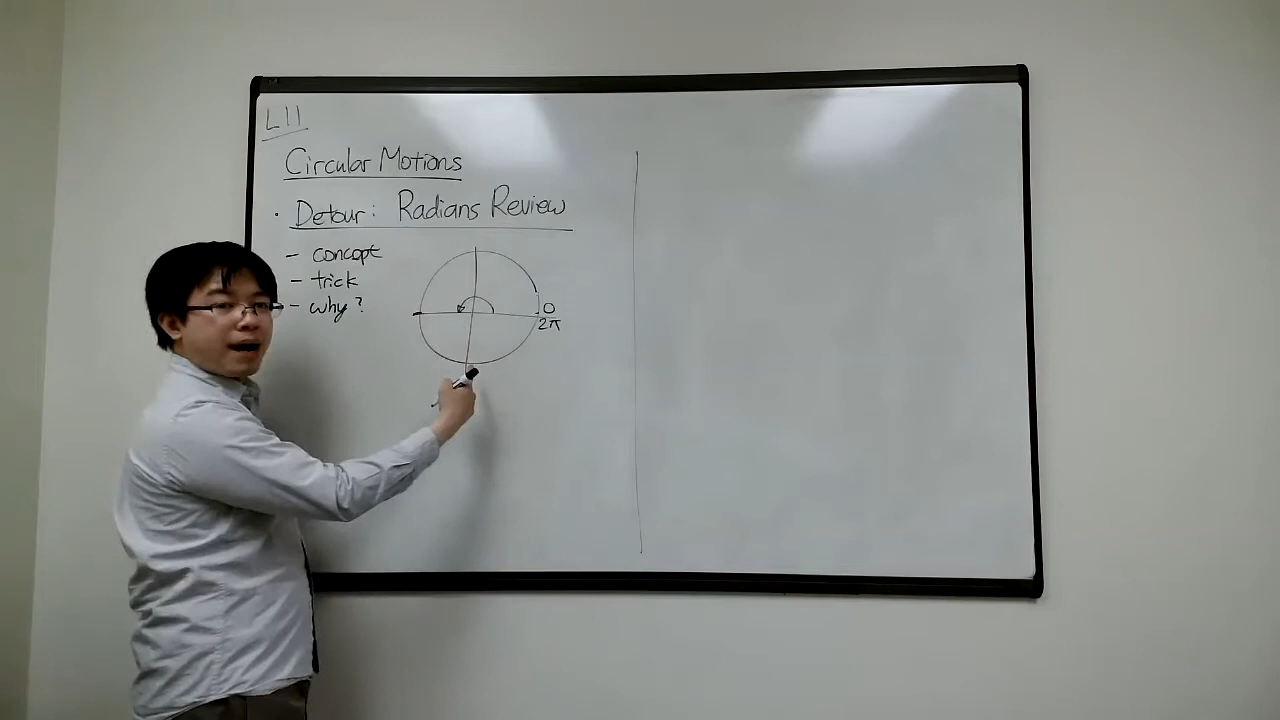 L11
Circular Motions
· Detour: Radians Review
- concept
- trick
- why?
0
2π